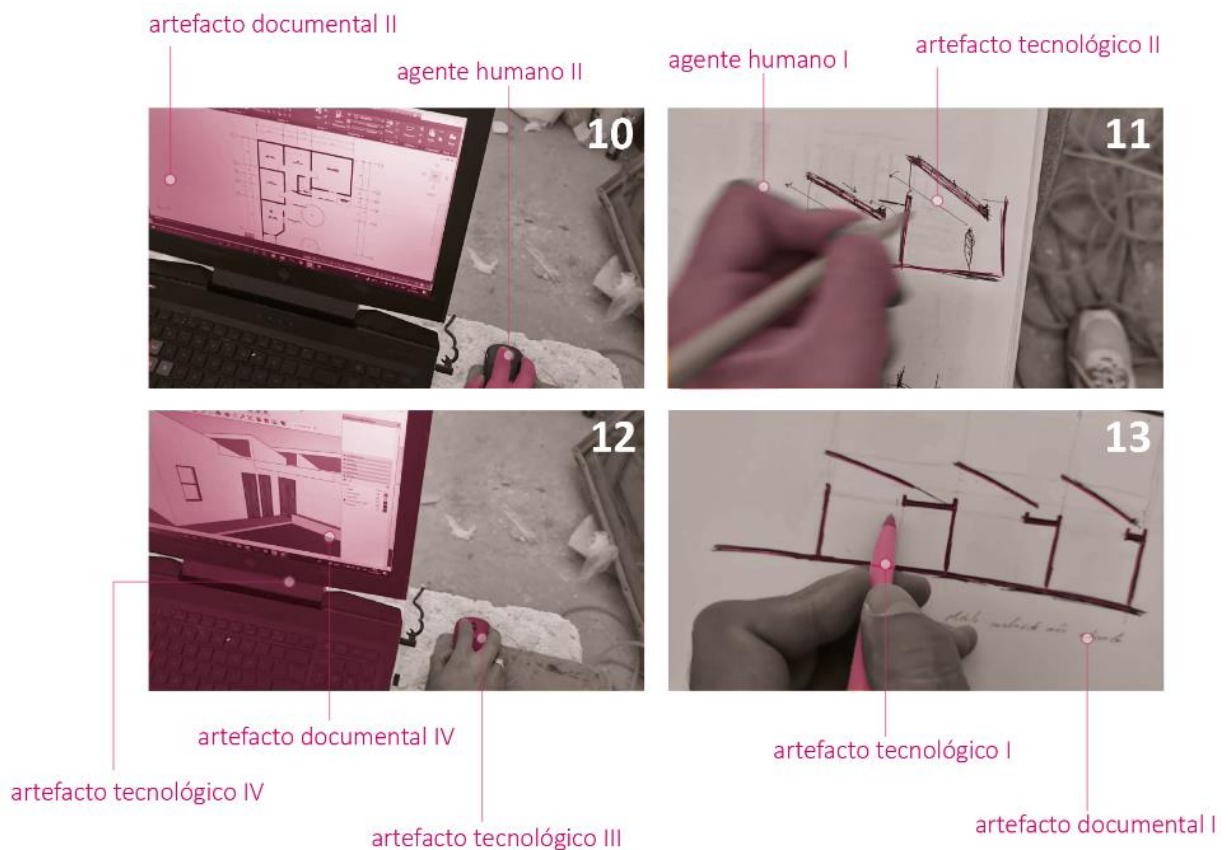 artefacto documental II
agente humano II
agente humano I
artefacto tecnológico II
10
11
12
13
artefacto documental IV
artefacto tecnológico I
artefacto tecnológico IV
artefacto tecnológico III
artefacto documental I